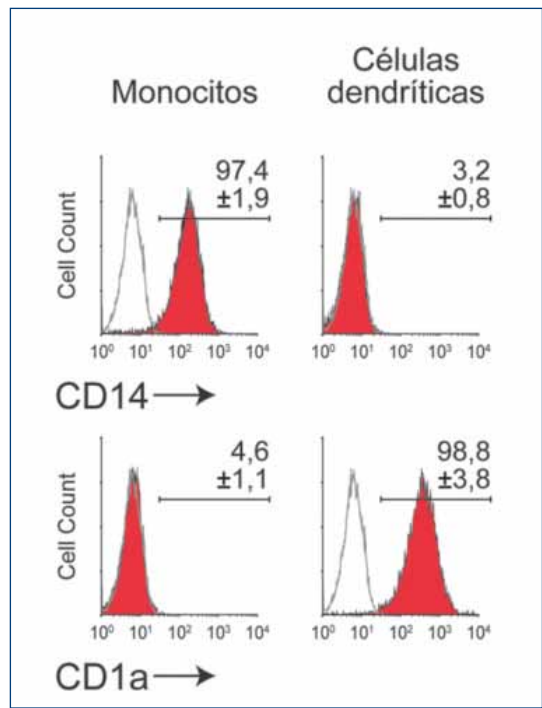 Monocitos
Células
dendríticas
97,4
±1,9
3,2
±0,8
Cell Count
10⁰ 10¹ 10² 10³ 10⁴
10⁰ 10¹ 10² 10³ 10⁴
CD14
4,6
±1,1
98,8
±3,8
Cell Count
10⁰ 10¹ 10² 10³ 10⁴
10⁰ 10¹ 10² 10³ 10⁴
CD1a